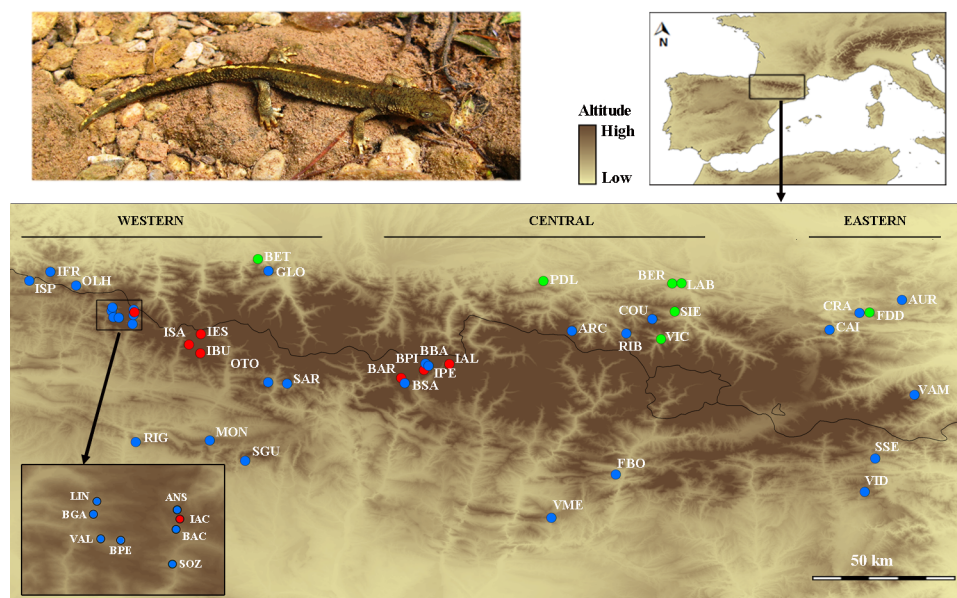 N
Altitude
High
Low
WESTERN
CENTRAL
EASTERN
BET
GLO
IFR
OLH
ISP
PDL
BER
LAB
SIE
COU
VIC
RIB
ARC
AUR
CRA
FDD
CAI
ISA
IES
IBU
OTO
SAR
BBA
BPI
IAL
BAR
IPE
BSA
VAM
RIG
MON
SGU
FBO
VME
SSE
VID
LIN
ANS
BGA
IAC
VAL
BPE
BAC
SOZ
50 km